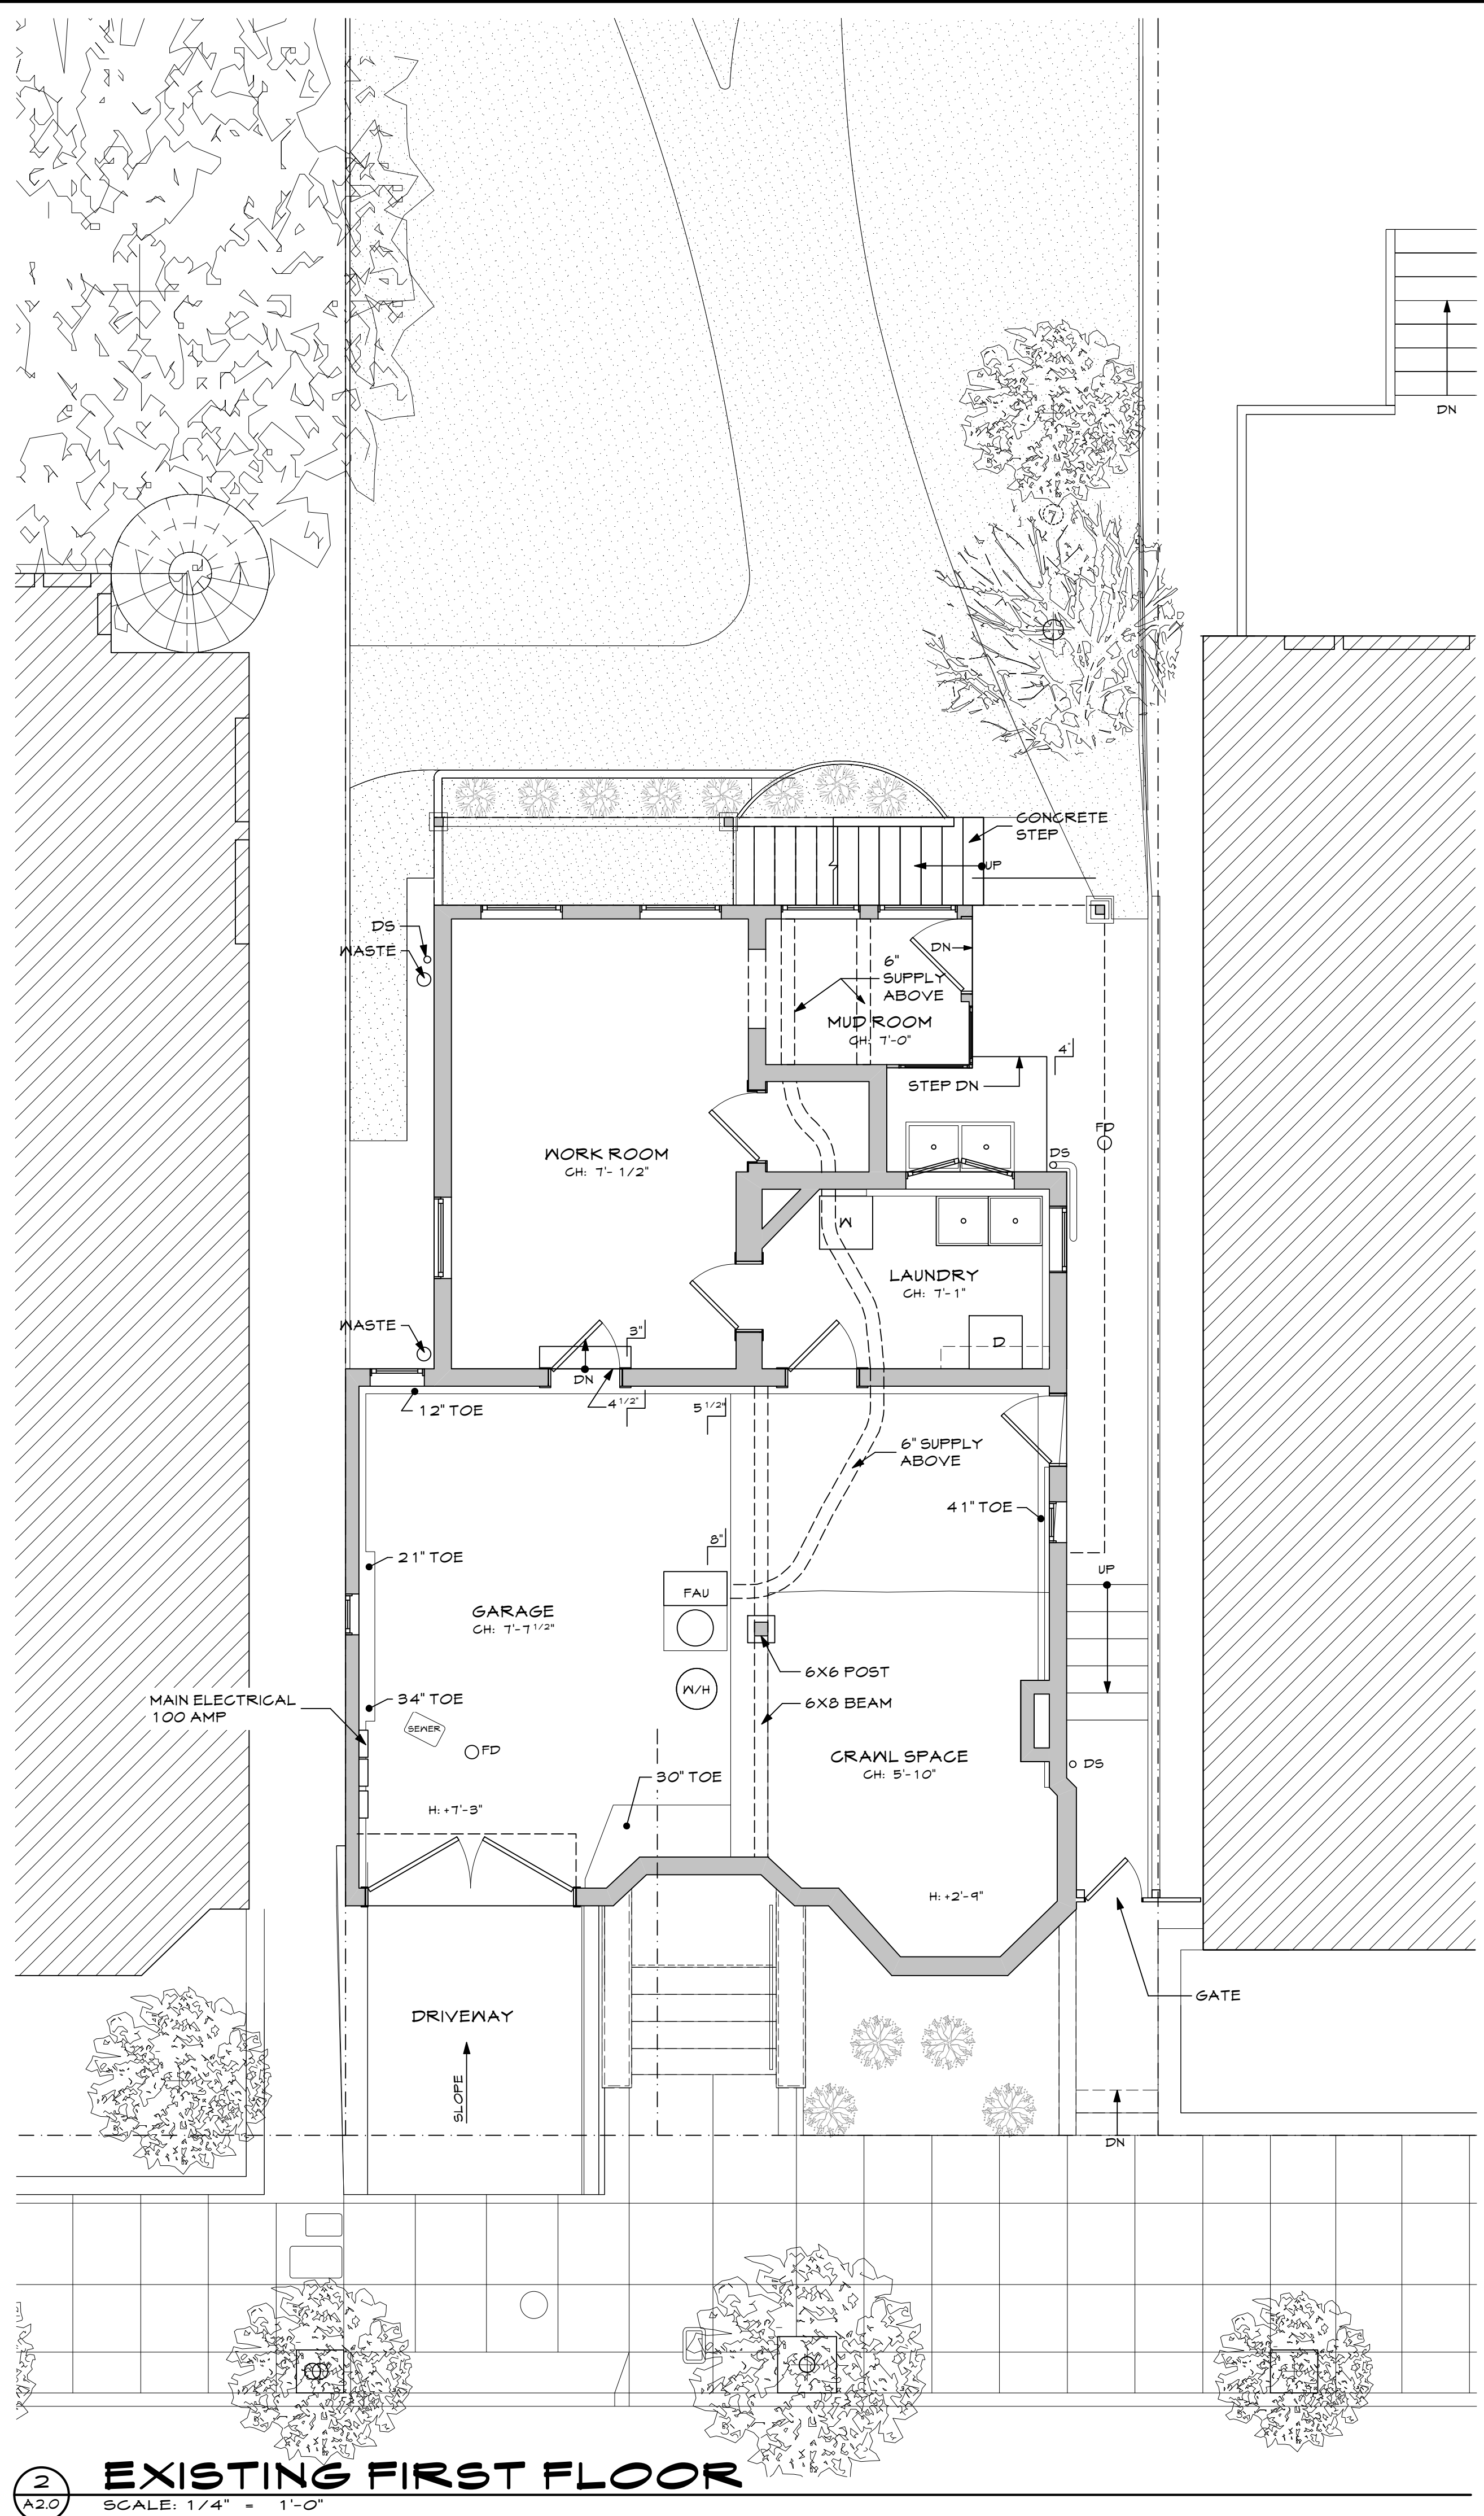 DN
7
CONCRETE
STEP
UP
DS
WASTE
DN
6"
SUPPLY
ABOVE
MUD ROOM
CH: 7'-0"
4"
STEP DN
FD
DS
WORK ROOM
CH: 7'- 1/2"
W
LAUNDRY
CH: 7'-1"
WASTE
3"
D
DN
12" TOE
4 1/2"
5 1/2"
6" SUPPLY
ABOVE
41" TOE
8"
21" TOE
UP
FAU
GARAGE
CH: 7'-7 1/2"
6X6 POST
W/H
34" TOE
MAIN ELECTRICAL
100 AMP
6X8 BEAM
SEWER
FD
CRAWL SPACE
CH: 5'-10"
DS
30" TOE
H: +7'-3"
H: +2'-9"
GATE
DRIVEWAY
SLOPE
DN
2
A2.0
EXISTING FIRST FLOOR
SCALE: 1/4" = 1'-0"